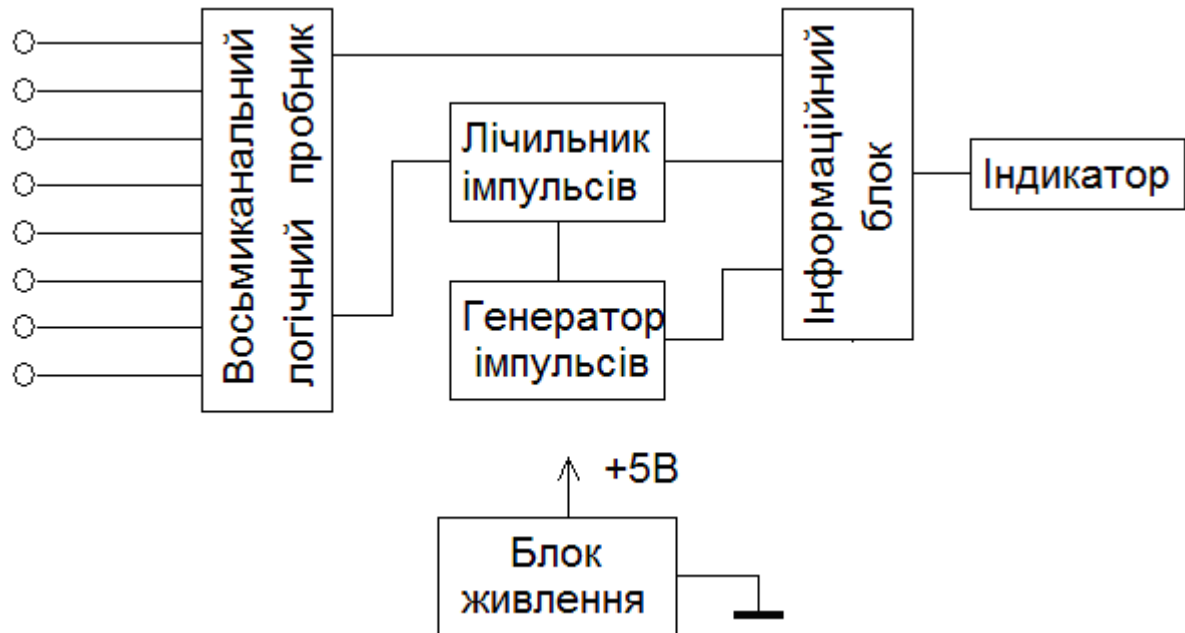 Восьмиканальний
логічний пробник
Лічильник
імпульсів
Генератор
імпульсів
Інформаційний
блок
Індикатор
+5В
Блок
живлення